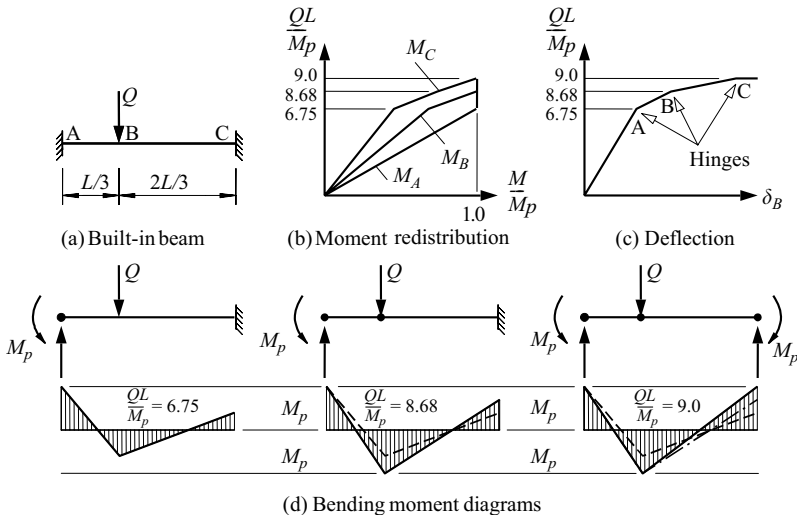 Q
A B C
L/3 2L/3
(a) Built-in beam
QL
Mp
9.0
8.68
6.75
MC
MB
MA
M
Mp
1.0
(b) Moment redistribution
QL
Mp
9.0
8.68
6.75
A
B
C
Hinges
δB
(c) Deflection
Q
Mp
QL
Mp = 6.75
Q
Mp
Mp
Mp
QL
Mp = 8.68
Q
Mp
Mp
Mp
Mp
QL
Mp = 9.0
(d) Bending moment diagrams